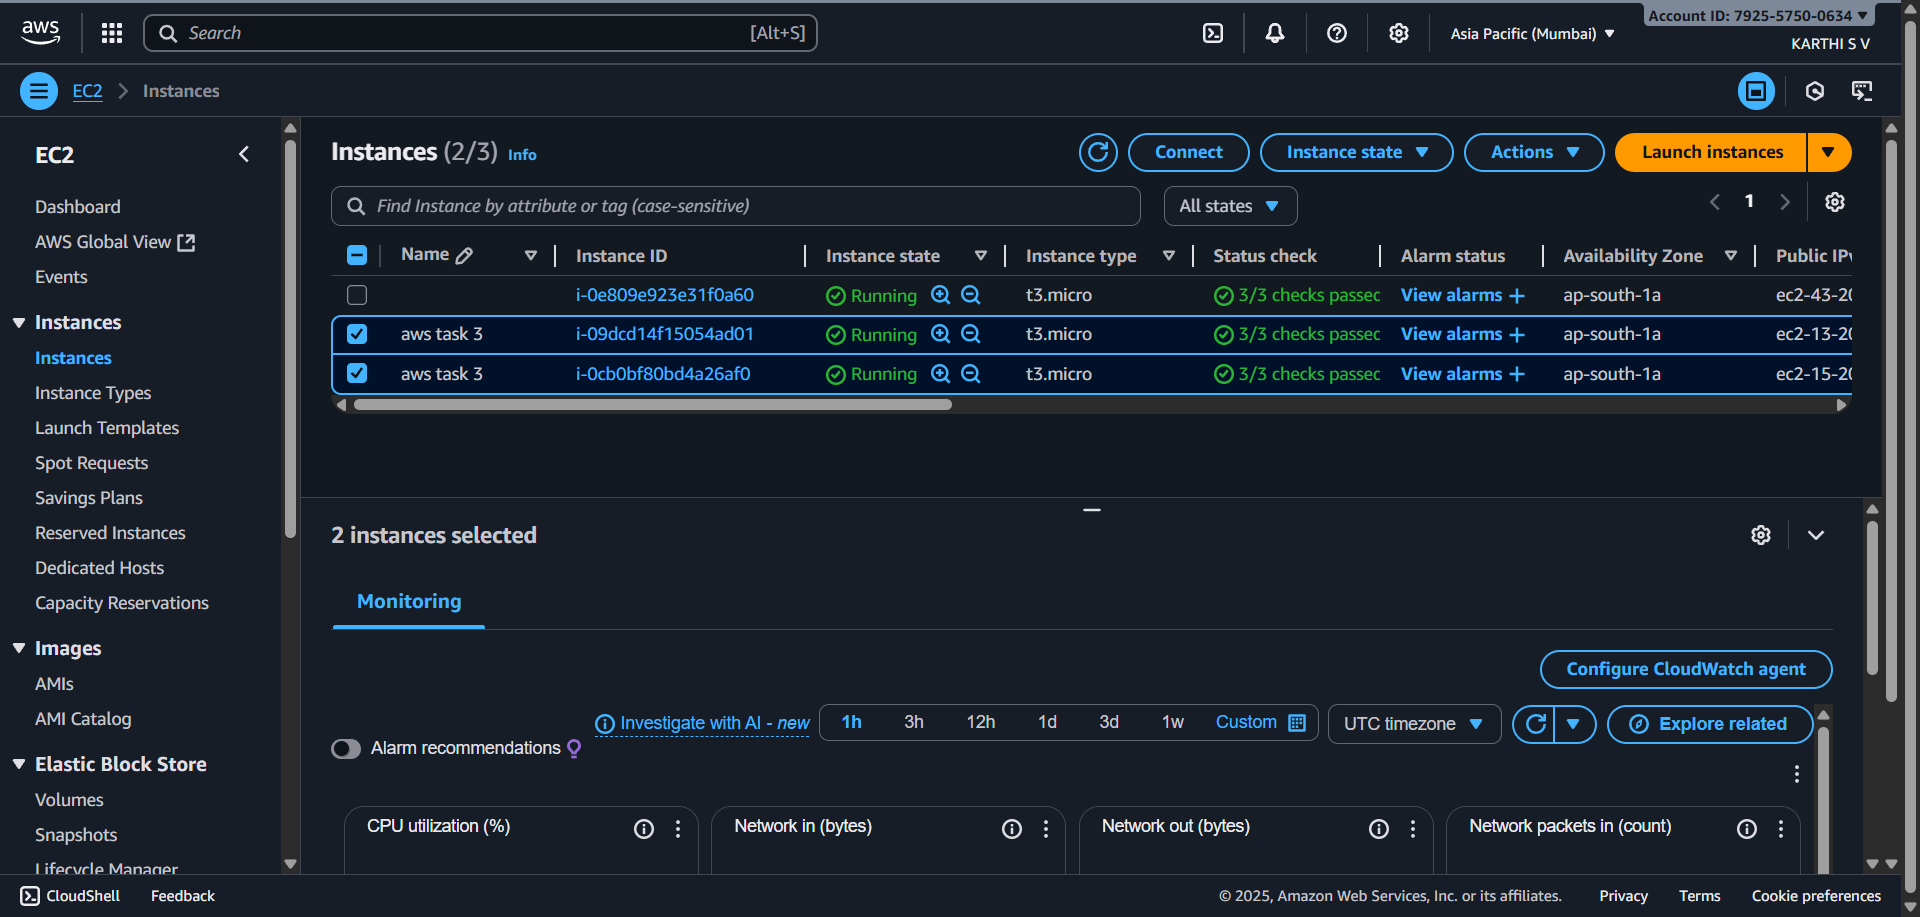 aws
Search [Alt+S]
Asia Pacific (Mumbai)
Account ID: 7925-5750-0634
KARTHI S V
EC2 Instances
EC2
Dashboard
AWS Global View
Events
Instances
Instances
Instance Types
Launch Templates
Spot Requests
Savings Plans
Reserved Instances
Dedicated Hosts
Capacity Reservations
Images
AMIs
AMI Catalog
Elastic Block Store
Volumes
Snapshots
Lifecycle Manager
Instances (2/3) Info
Connect Instance state Actions Launch instances
Find Instance by attribute or tag (case-sensitive) All states 1
Name Instance ID Instance state Instance type Status check Alarm status Availability Zone Public IPv
i-0e809e923e31f0a60 Running t3.micro 3/3 checks passed View alarms ap-south-1a ec2-43-20
aws task 3 i-09dcd14f15054ad01 Running t3.micro 3/3 checks passed View alarms ap-south-1a ec2-13-20
aws task 3 i-0cb0bf80bd4a26af0 Running t3.micro 3/3 checks passed View alarms ap-south-1a ec2-15-20
2 instances selected
Monitoring
Configure CloudWatch agent
Alarm recommendations
Investigate with AI - new 1h 3h 12h 1d 3d 1w Custom UTC timezone Explore related
CPU utilization (%) Network in (bytes) Network out (bytes) Network packets in (count)
CloudShell Feedback © 2025, Amazon Web Services, Inc. or its affiliates. Privacy Terms Cookie preferences